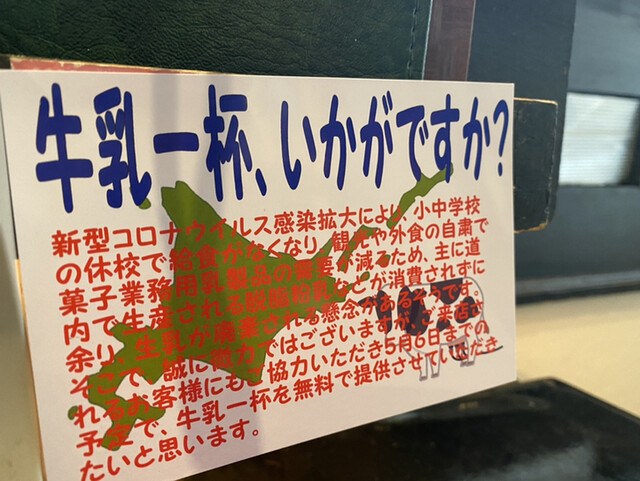 牛乳一杯、いかがですか?
新型コロナウイルス感染拡大により、小中学校
の休校で給食がなくなり、観光や外食の自粛で
菓子業務用乳製品の需要が減るため、主に道
内で生産される脱脂粉乳などが消費されずに
余り、生乳が廃棄される懸念があるそうです。
そこで、誠に微力ではございますが、ご来店さ
れるお客様にもご協力いただき5月6日までの
予定で、牛乳一杯を無料で提供させていただき
たいと思います。